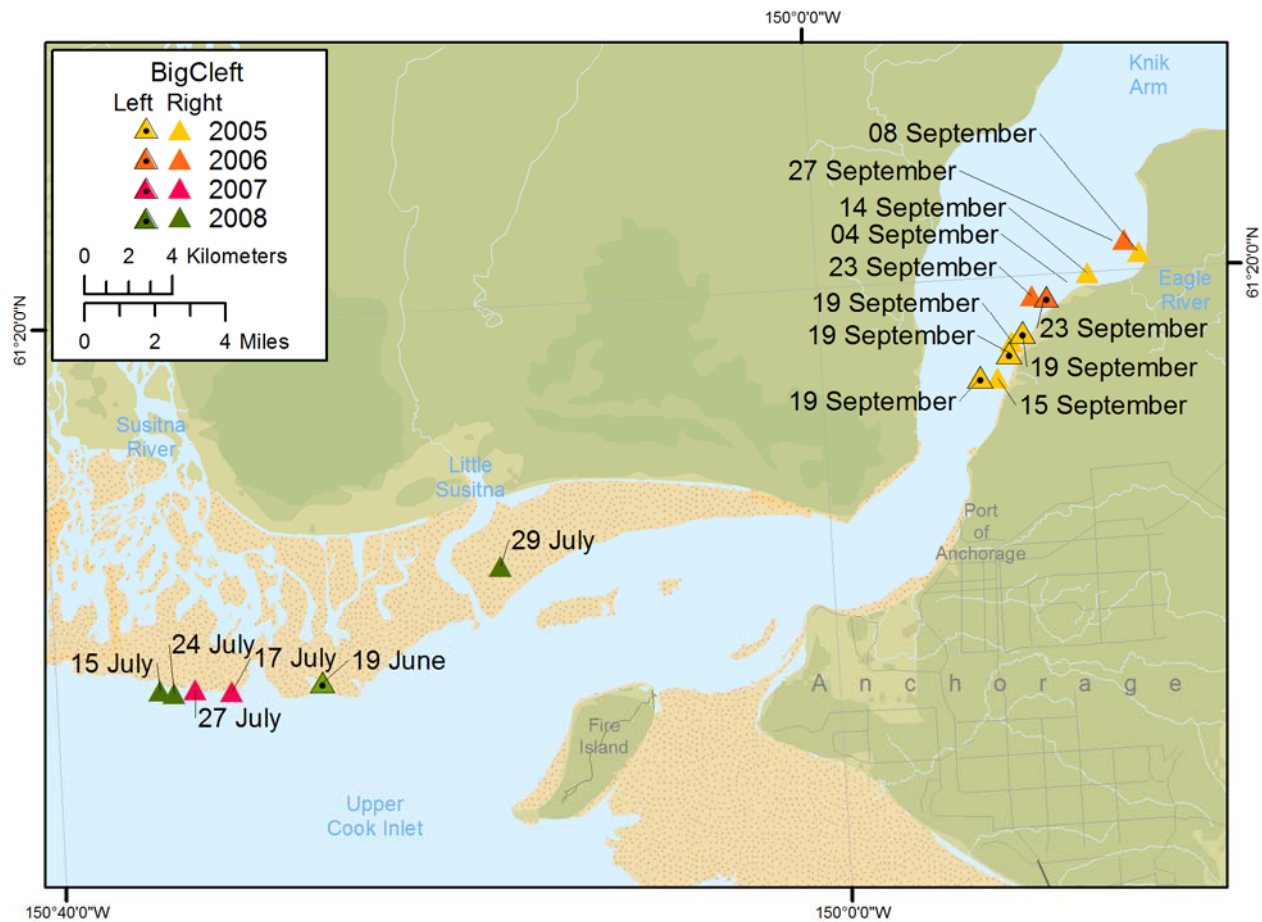 150°0'0"W
BigCleft
Left Right
2005
2006
2007
2008
0 2 4 Kilometers
0 2 4 Miles
Knik
Arm
08 September
27 September
14 September
04 September
23 September
19 September
19 September
19 September
23 September
19 September
15 September
Eagle
River
61°20'0"N
61°20'0"N
Susitna
River
Little
Susitna
29 July
Port
of
Anchorage
15 July
24 July
17 July
19 June
27 July
Anchorage
Fire
Island
Upper
Cook Inlet
150°40'0"W
150°0'0"W